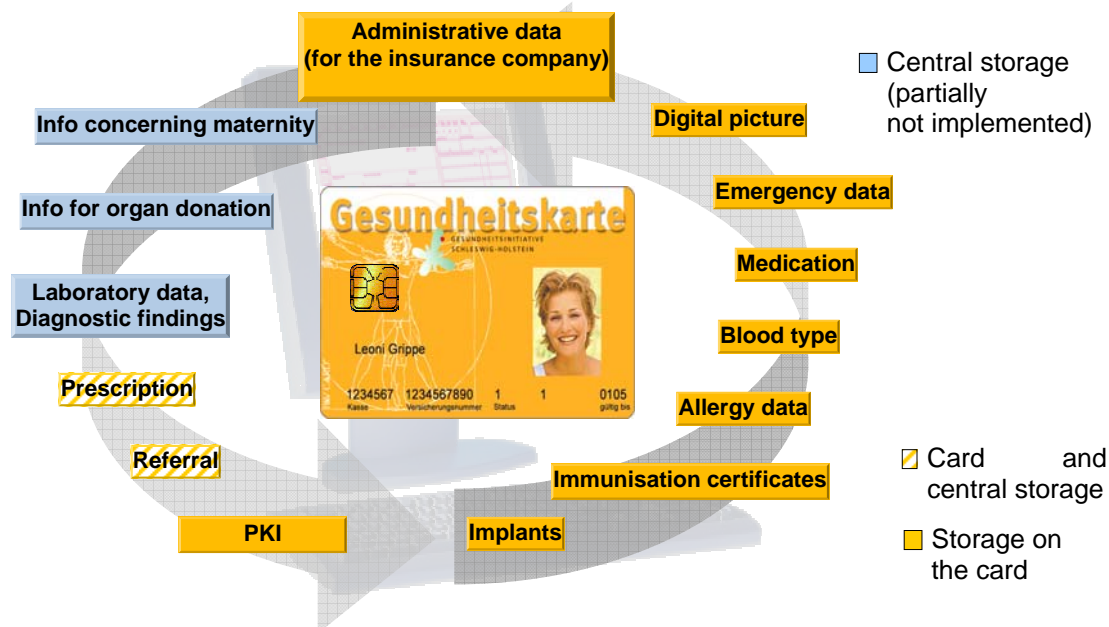 Administrative data
(for the insurance company)
Info concerning maternity
Info for organ donation
Laboratory data,
Diagnostic findings
Prescription
Referral
PKI
Implants
Immunisation certificates
Allergy data
Blood type
Medication
Emergency data
Digital picture
Gesundheitskarte
GESUNDHEITSINITIATIVE
SCHLESWIG-HOLSTEIN
Leoni Grippe
1234567 1234567890 1 1 0105
Kasse Versicherungsnummer Status gültig bis
Central storage
(partially
not implemented)
Card and
central storage
Storage on
the card